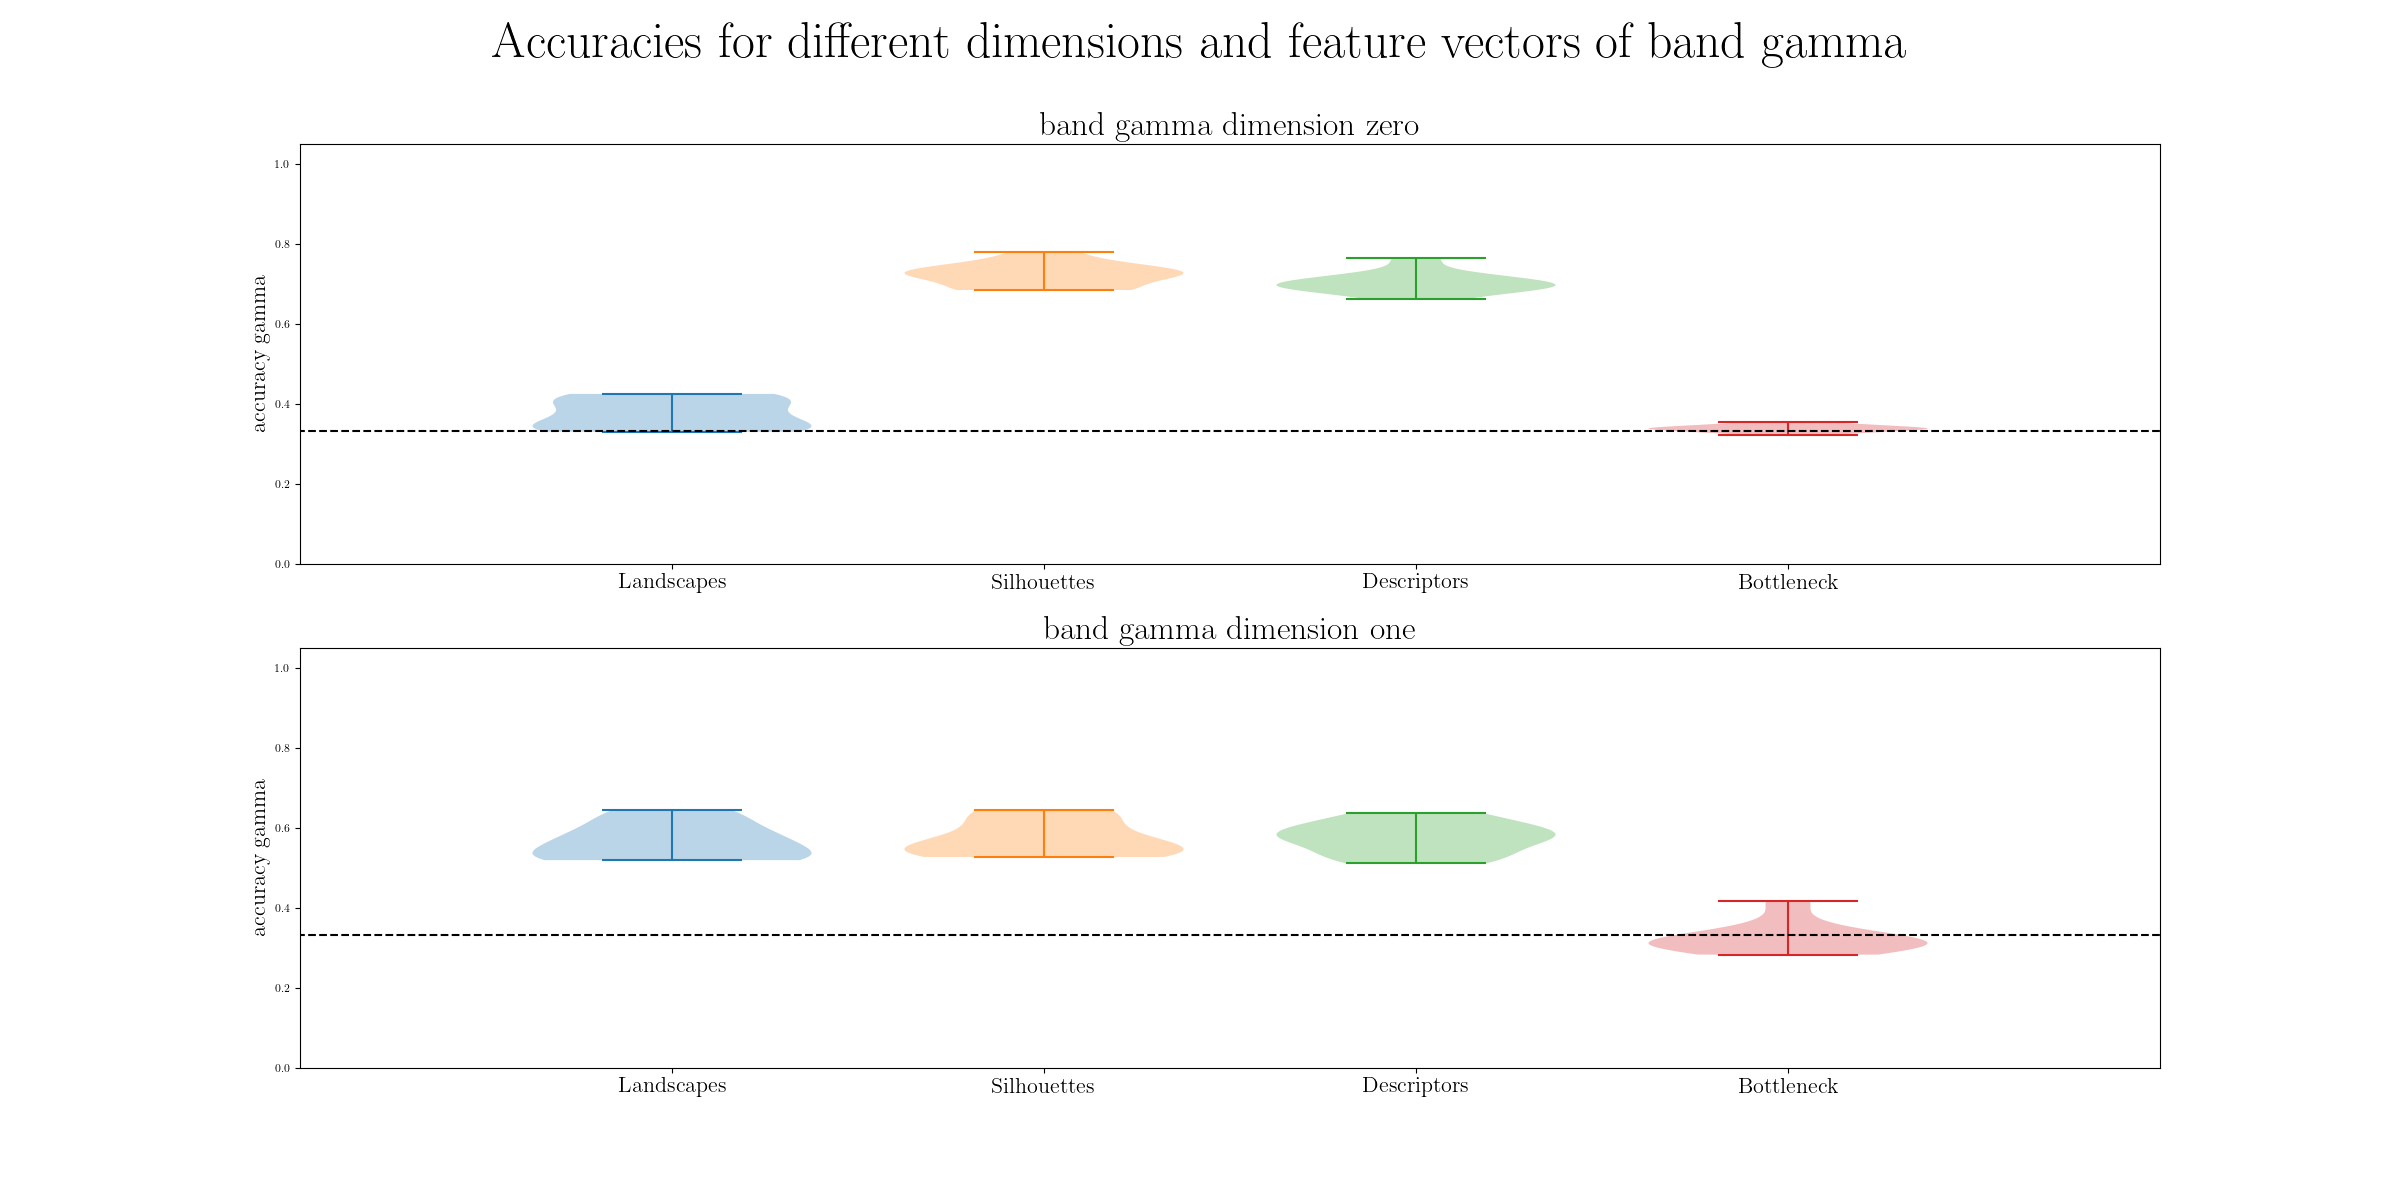 Accuracies for different dimensions and feature vectors of band gamma
band gamma dimension zero
1.0
0.8
0.6
0.4
0.2
0.0
accuracy gamma
Landscapes Silhouettes Descriptors Bottleneck
band gamma dimension one
1.0
0.8
0.6
0.4
0.2
0.0
accuracy gamma
Landscapes Silhouettes Descriptors Bottleneck